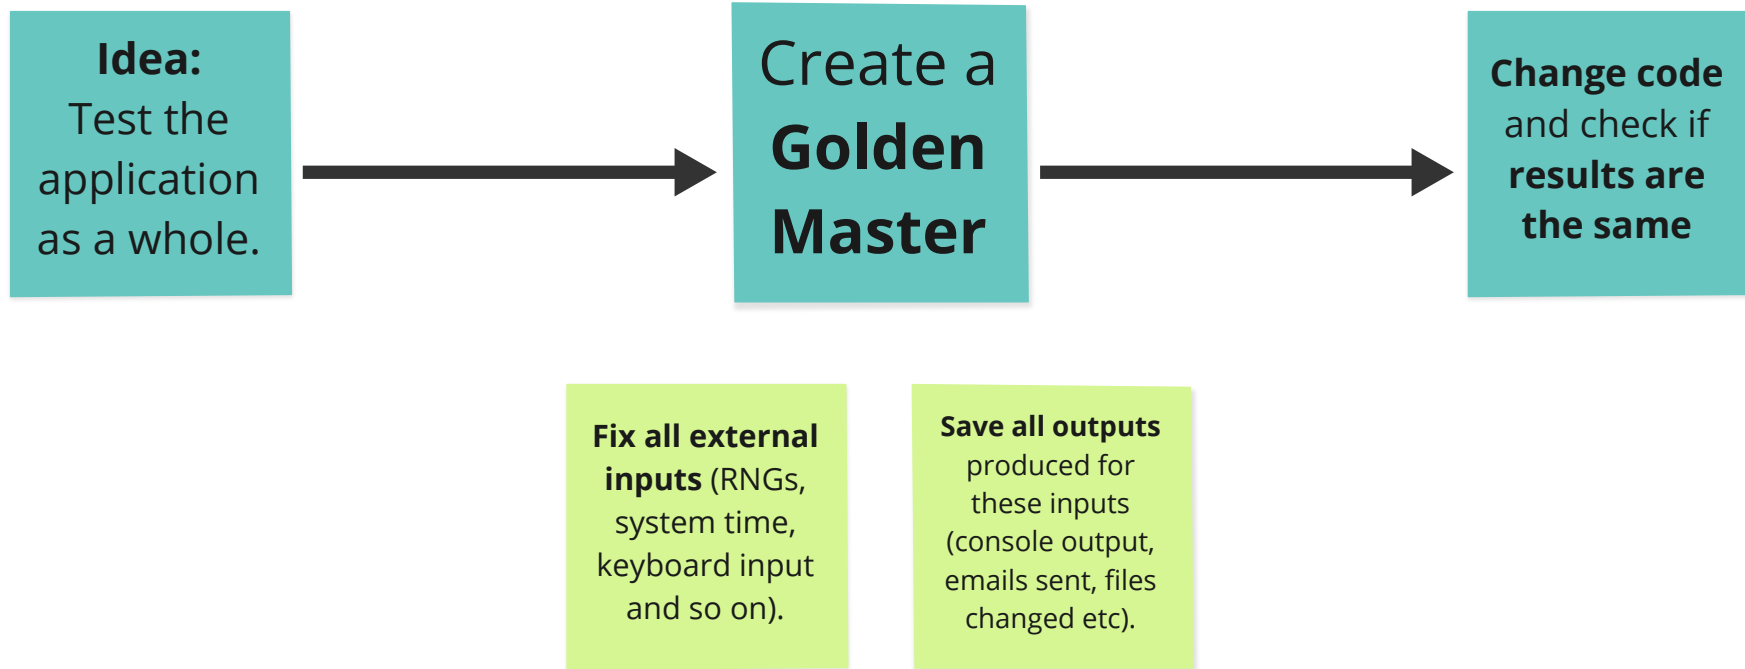 Idea:
Test the
application
as a whole.
Create a
Golden
Master
Change code
and check if
results are
the same
Fix all external
inputs (RNGs,
system time,
keyboard input
and so on).
Save all outputs
produced for
these inputs
(console output,
emails sent, files
changed etc).